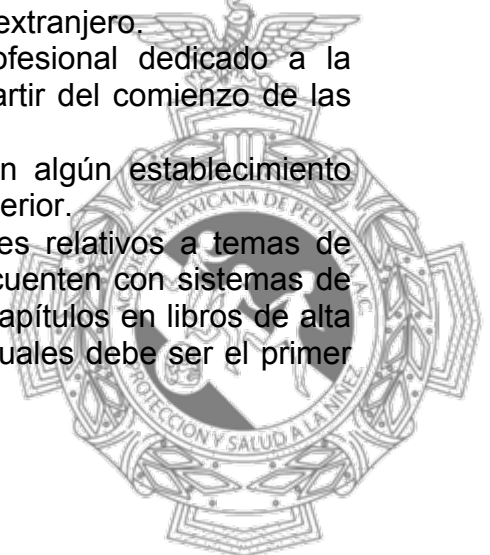 extranjero.
ofesional dedicado a la
artir del comienzo de las
n algún establecimiento
erior.
es relativos a temas de
cuenten con sistemas de
apítulos en libros de alta
uales debe ser el primer
MEXICANA DE PEDIATRÍA, A.C.
PROTECCION Y SALUD A LA NIÑEZ